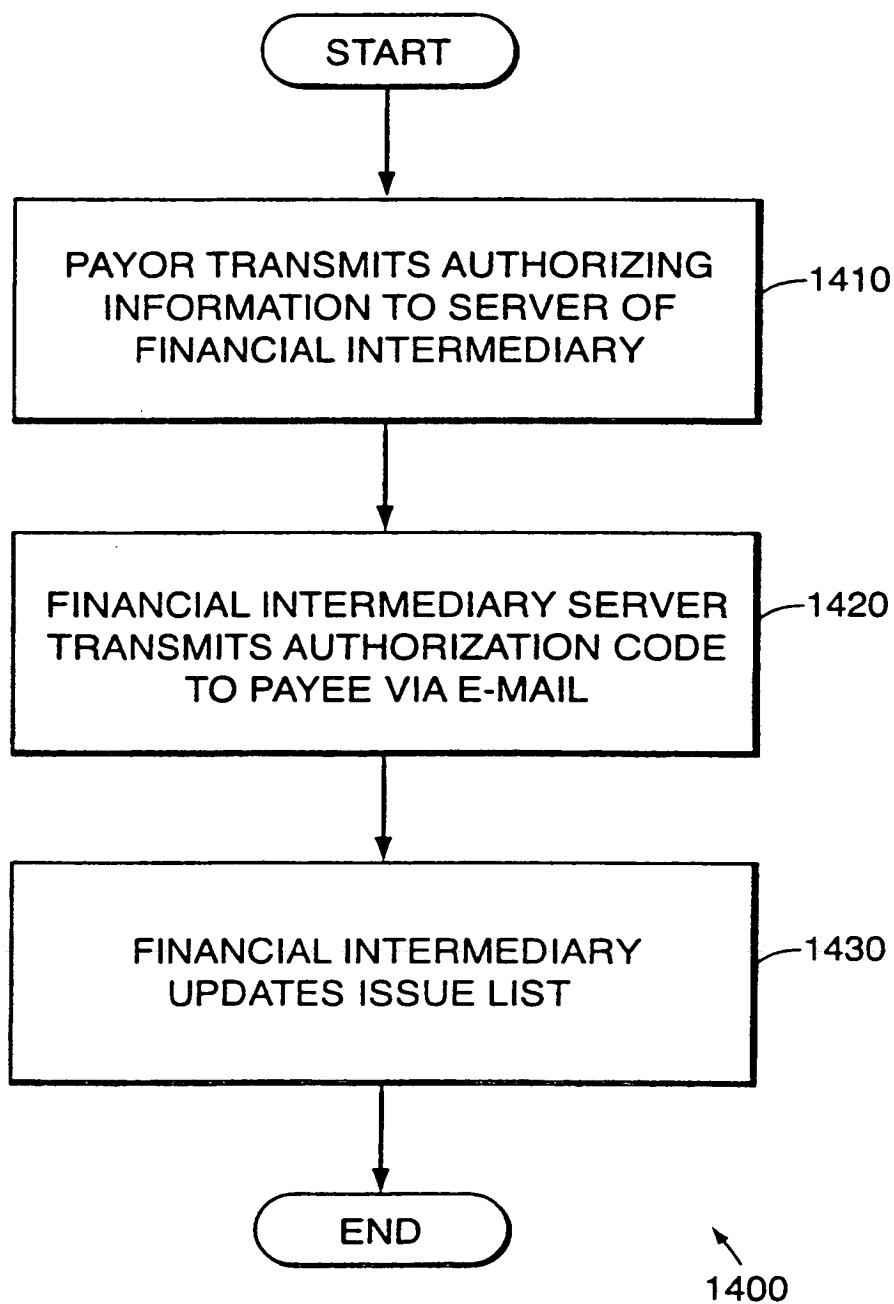 START
PAYOR TRANSMITS AUTHORIZING
INFORMATION TO SERVER OF
FINANCIAL INTERMEDIARY
1410
FINANCIAL INTERMEDIARY SERVER
TRANSMITS AUTHORIZATION CODE
TO PAYEE VIA E-MAIL
1420
FINANCIAL INTERMEDIARY
UPDATES ISSUE LIST
1430
END
1400